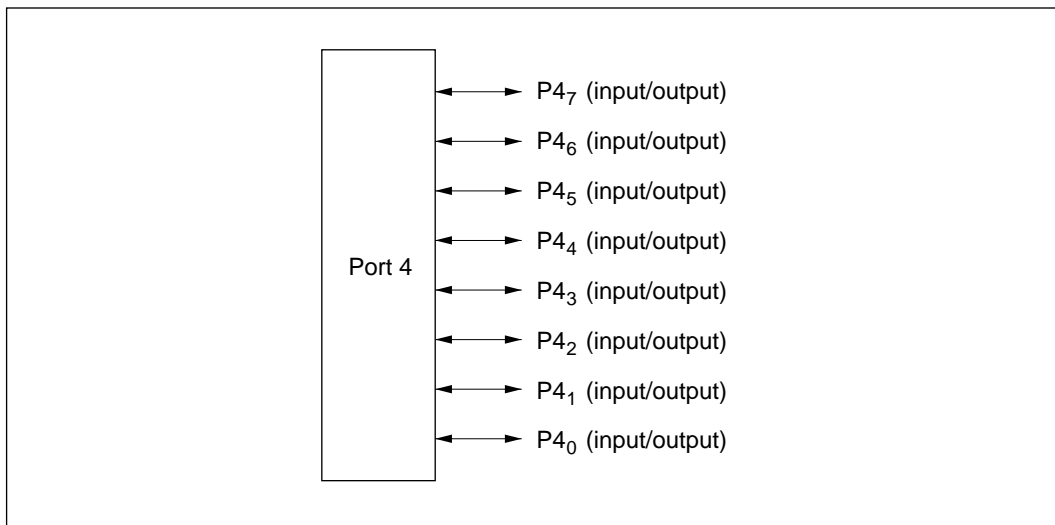 P4₇ (input/output)
P4₆ (input/output)
P4₅ (input/output)
P4₄ (input/output)
Port 4
P4₃ (input/output)
P4₂ (input/output)
P4₁ (input/output)
P4₀ (input/output)